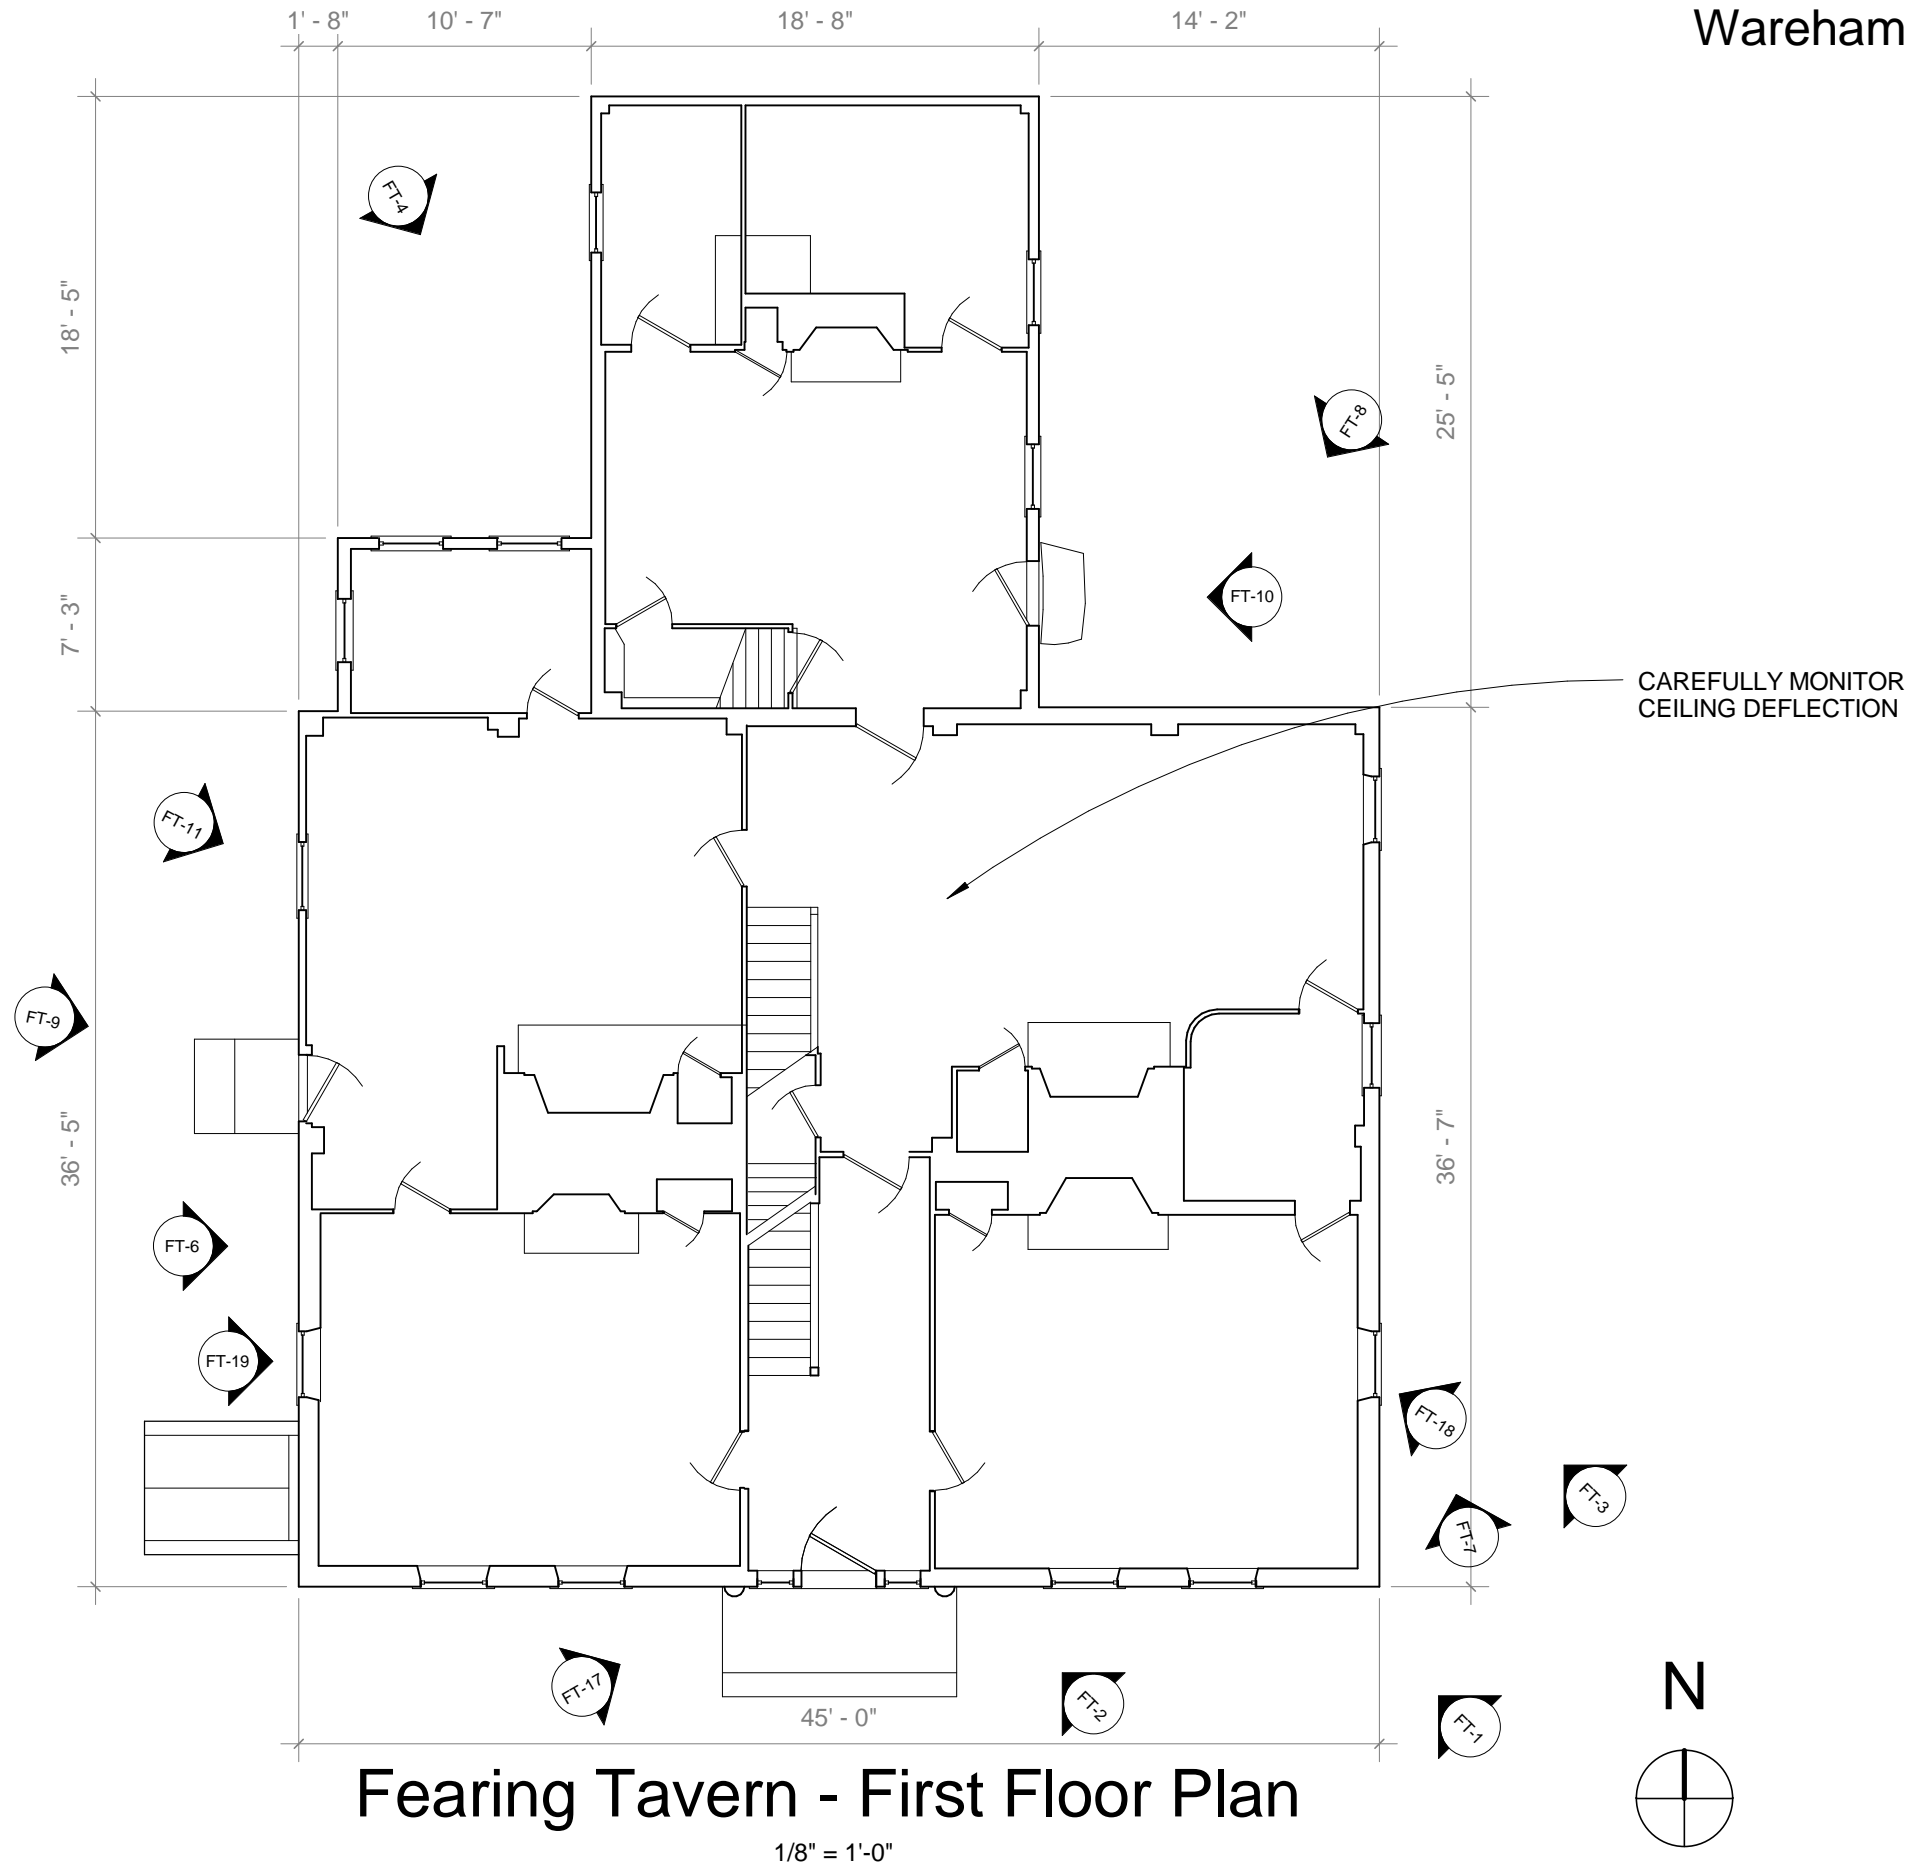 1' - 8"
10' - 7"
18' - 8"
14' - 2"
Wareham
FT-4
18' - 5"
25' - 5"
FT-8
7' - 3"
FT-10
CAREFULLY MONITOR
CEILING DEFLECTION
FT-11
FT-9
36' - 5"
36' - 7"
FT-6
FT-19
FT-18
FT-3
FT-7
FT-17
FT-2
FT-1
45' - 0"
N
Fearing Tavern - First Floor Plan
1/8" = 1'-0"